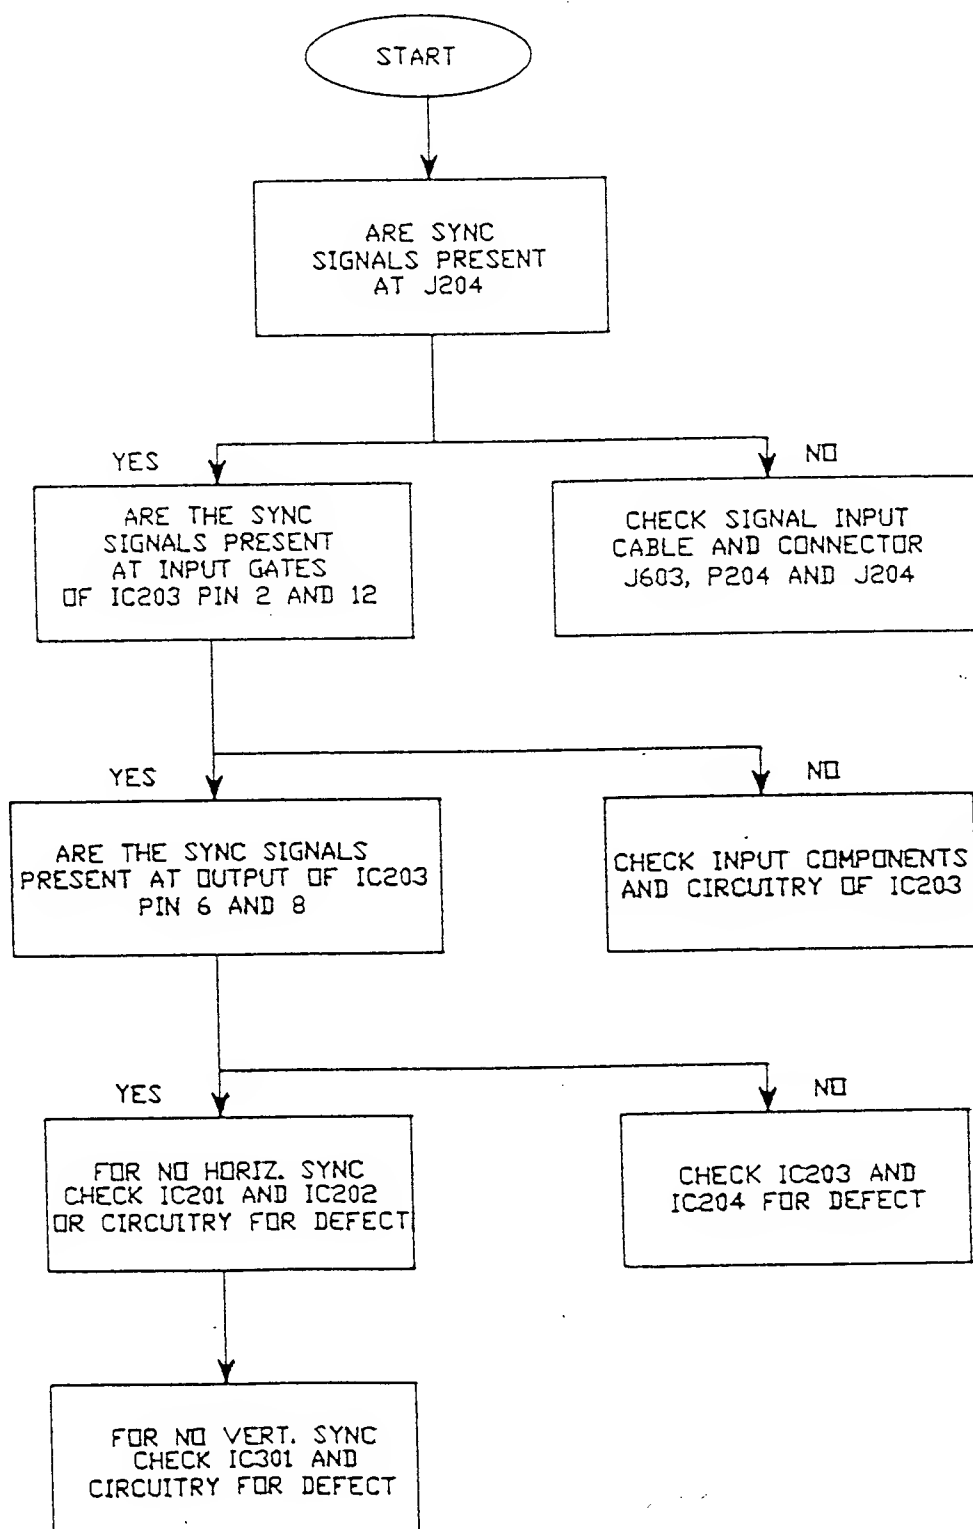 START
ARE SYNC
SIGNALS PRESENT
AT J204
YES
NO
ARE THE SYNC
SIGNALS PRESENT
AT INPUT GATES
OF IC203 PIN 2 AND 12
CHECK SIGNAL INPUT
CABLE AND CONNECTOR
J603, P204 AND J204
YES
NO
ARE THE SYNC SIGNALS
PRESENT AT OUTPUT OF IC203
PIN 6 AND 8
CHECK INPUT COMPONENTS
AND CIRCUITRY OF IC203
YES
NO
FOR NO HORIZ. SYNC
CHECK IC201 AND IC202
OR CIRCUITRY FOR DEFECT
CHECK IC203 AND
IC204 FOR DEFECT
FOR NO VERT. SYNC
CHECK IC301 AND
CIRCUITRY FOR DEFECT